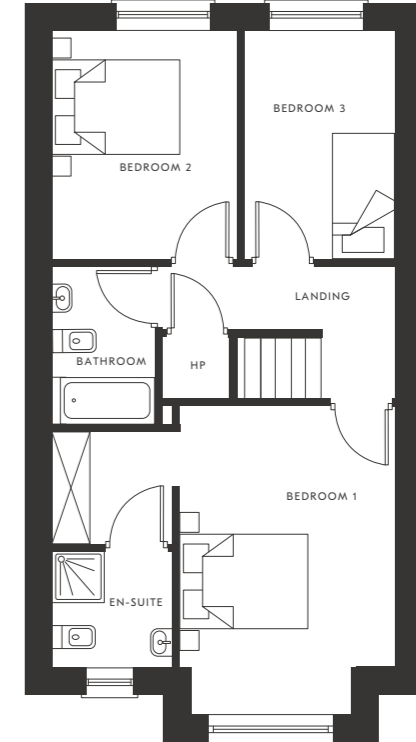 BEDROOM 3
BEDROOM 2
LANDING
BATHROOM
HP
BEDROOM 1
EN-SUITE